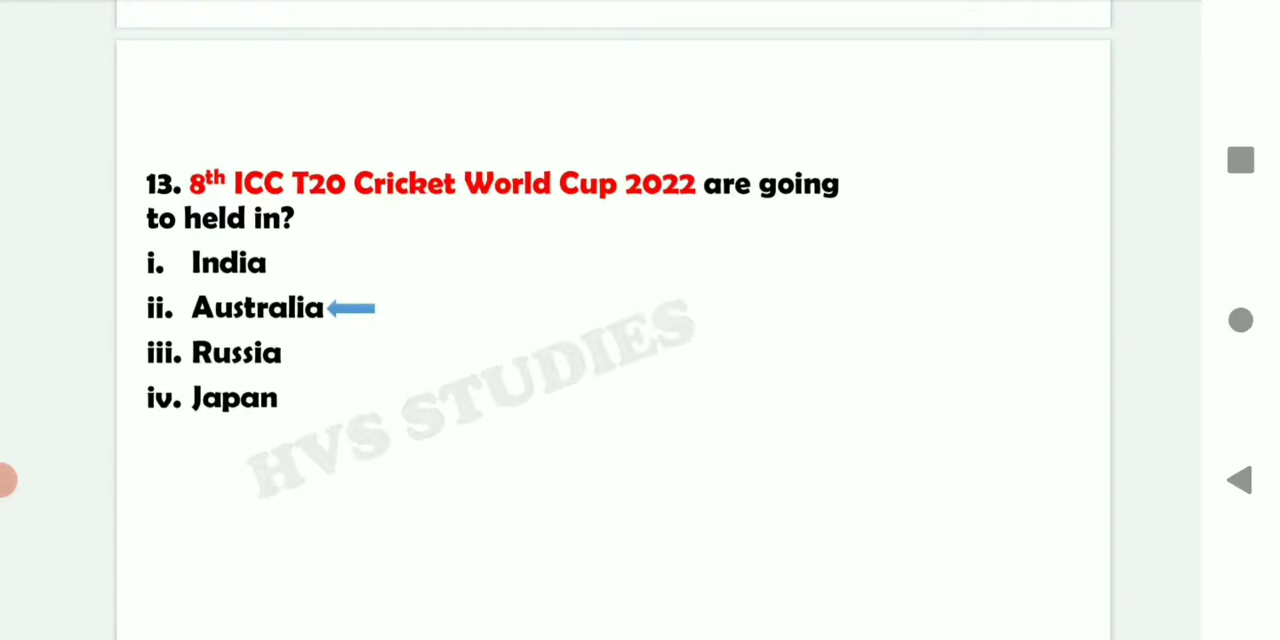 13. 8th ICC T20 Cricket World Cup 2022 are going
to held in?
i. India
ii. Australia
iii. Russia
iv. Japan
HVS STUDIES